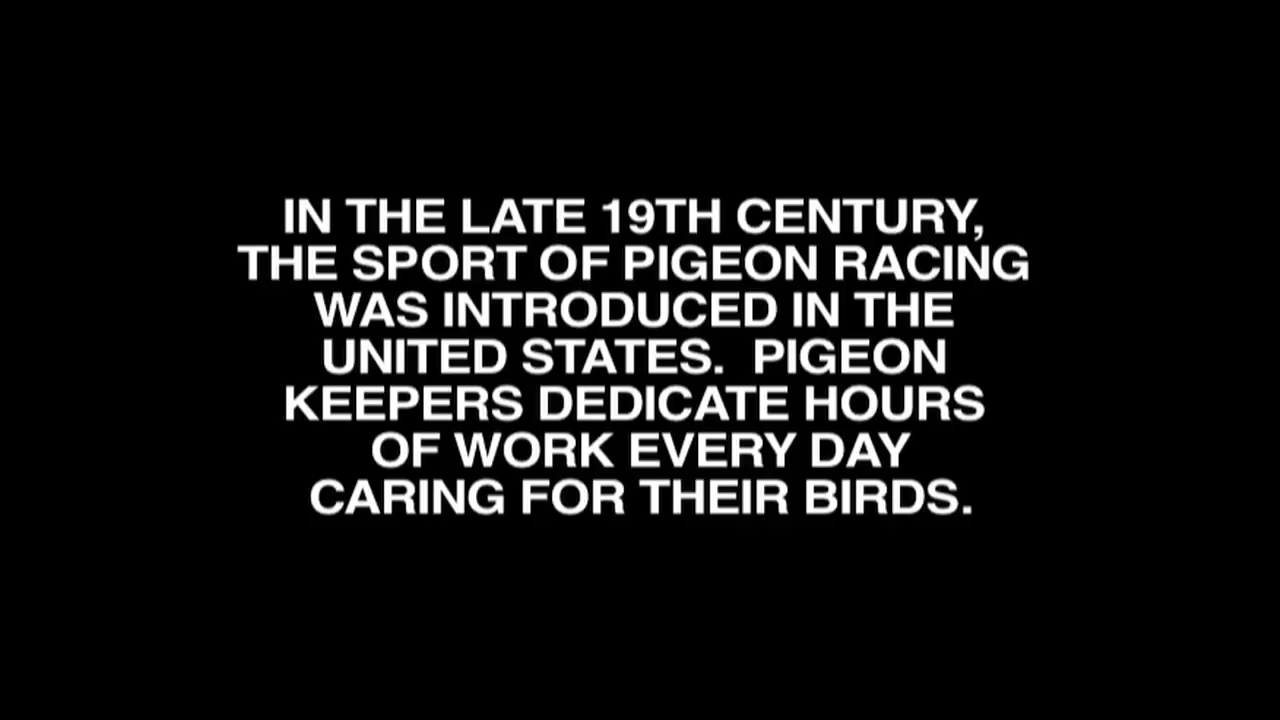 IN THE LATE 19TH CENTURY,
THE SPORT OF PIGEON RACING
WAS INTRODUCED IN THE
UNITED STATES.  PIGEON
KEEPERS DEDICATE HOURS
OF WORK EVERY DAY
CARING FOR THEIR BIRDS.